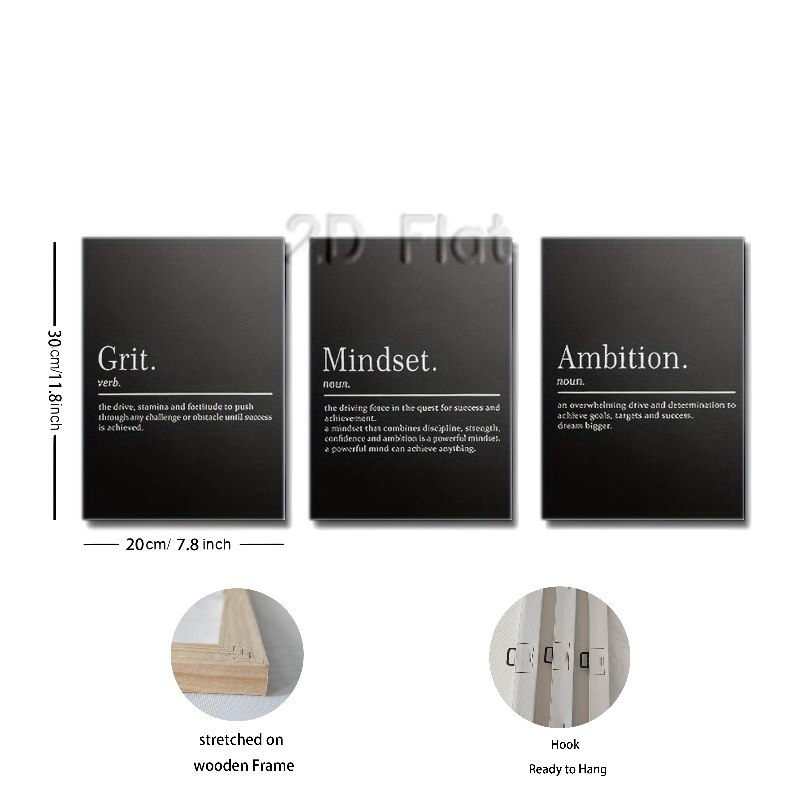 2D Flat
Grit.
verb.
the drive, stamina and fortitude to push
through any challenge or obstacle until success
is achieved.
Mindset.
noun.
the driving force in the quest for success and
achievement.
a mindset that combines discipline, strength,
confidence and ambition is a powerful mindset.
a powerful mind can achieve anything.
Ambition.
noun.
an overwhelming drive and determination to
achieve goals, targets and success.
dream bigger.
30cm/11.8inch
20cm/ 7.8 inch
stretched on
wooden Frame
Hook
Ready to Hang